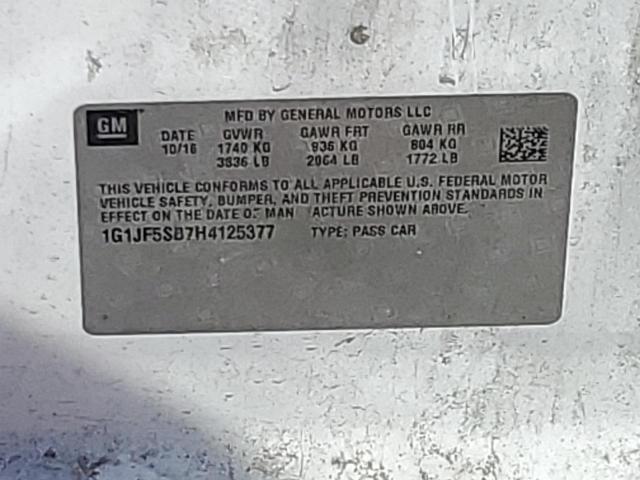 MFD BY GENERAL MOTORS LLC
GM
DATE GVWR GAWR FRT GAWR RR
10/16 1740 KG 936 KG 804 KG
3836 LB 2064 LB 1772 LB
THIS VEHICLE CONFORMS TO ALL APPLICABLE U.S. FEDERAL MOTOR
VEHICLE SAFETY, BUMPER, AND THEFT PREVENTION STANDARDS IN
EFFECT ON THE DATE OF MAN ACTURE SHOWN ABOVE.
1G1JF5SB7H4125377 TYPE: PASS CAR